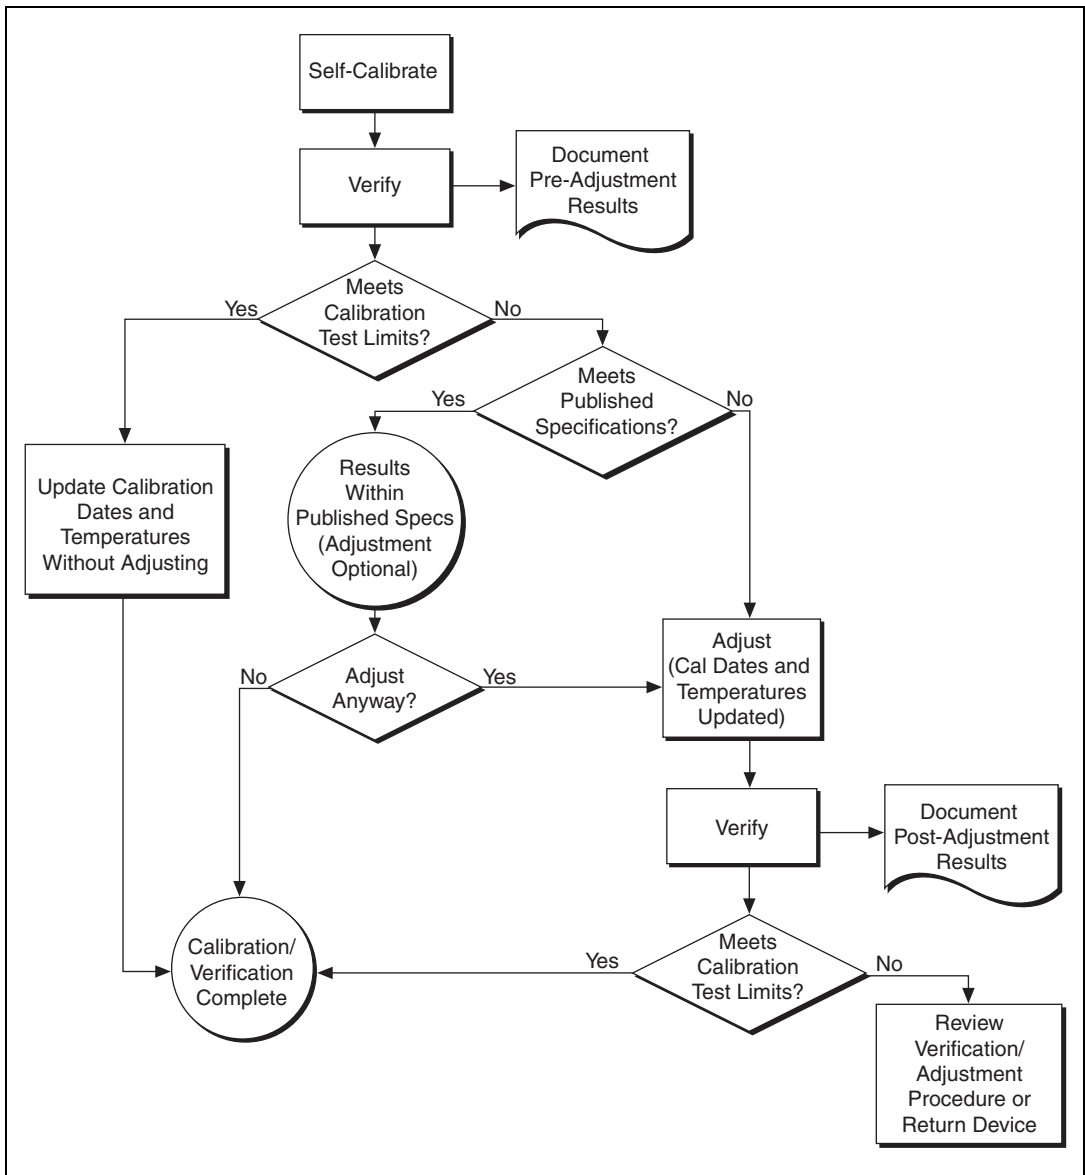 Self-Calibrate
Verify
Document
Pre-Adjustment
Results
Meets
Calibration
Test Limits?
Yes
No
Meets
Published
Specifications?
Yes
No
Update Calibration
Dates and
Temperatures
Without Adjusting
Results
Within
Published Specs
(Adjustment
Optional)
Adjust
Anyway?
No
Yes
Adjust
(Cal Dates and
Temperatures
Updated)
Verify
Document
Post-Adjustment
Results
Calibration/
Verification
Complete
Meets
Calibration
Test Limits?
Yes
No
Review
Verification/
Adjustment
Procedure or
Return Device